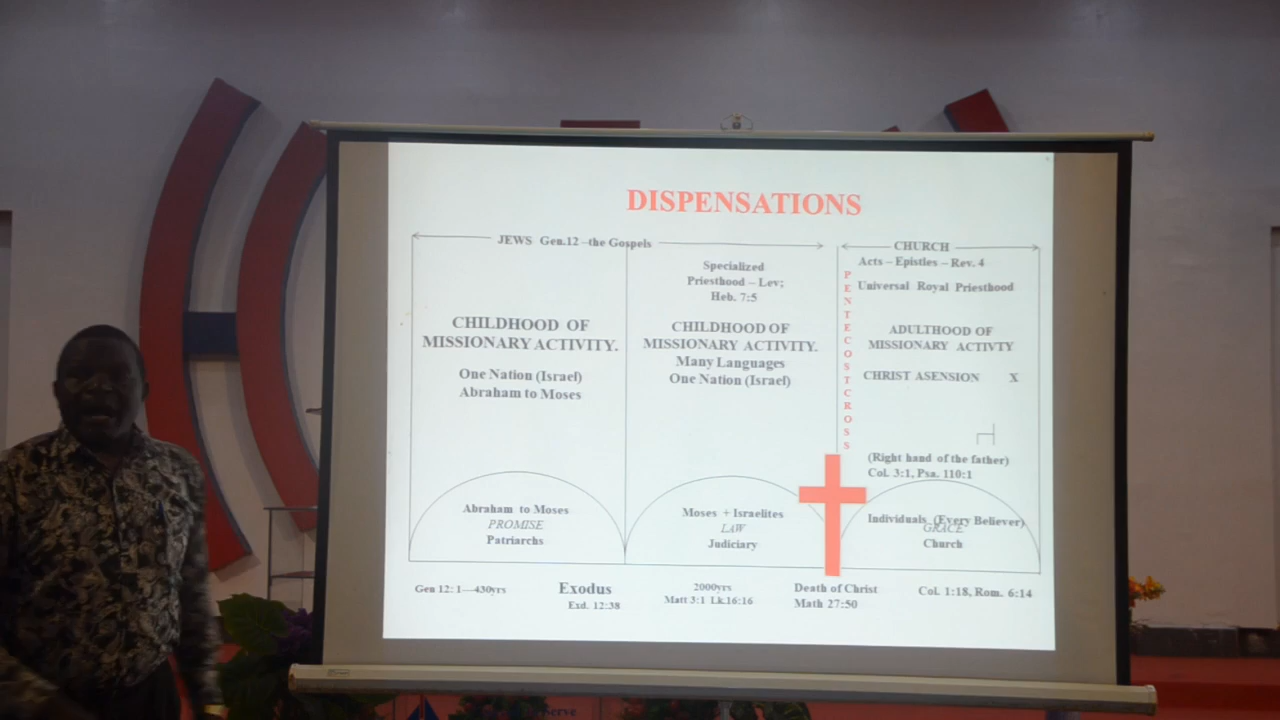 DISPENSATIONS
JEWS Gen.12 –the Gospels
CHURCH
CHILDHOOD OF
MISSIONARY ACTIVITY.
One Nation (Israel)
Abraham to Moses
Specialized
Priesthood – Lev;
Heb. 7:5
CHILDHOOD OF
MISSIONARY ACTIVITY.
Many Languages
One Nation (Israel)
PENTECOSTCROSS
Acts – Epistles – Rev. 4
Universal Royal Priesthood
ADULTHOOD OF
MISSIONARY ACTIVTY
CHRIST ASENSION X
(Right hand of the father)
Col. 3:1, Psa. 110:1
Abraham to Moses
PROMISE
Patriarchs
Moses + Israelites
LAW
Judiciary
Individuals (Every Believer)
GRACE
Church
Gen 12: 1—430yrs
Exodus
Exd. 12:38
2000yrs
Matt 3:1 Lk.16:16
Death of Christ
Math 27:50
Col. 1:18, Rom. 6:14
Serve